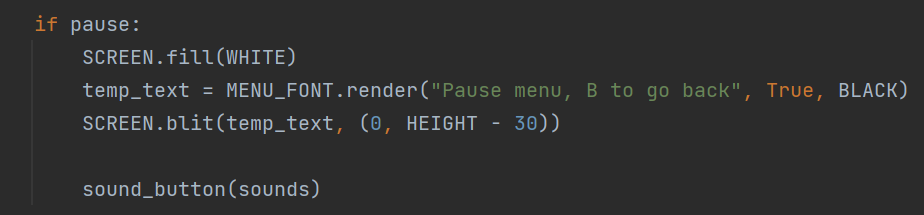 if pause:
    SCREEN.fill(WHITE)
    temp_text = MENU_FONT.render("Pause menu, B to go back", True, BLACK)
    SCREEN.blit(temp_text, (0, HEIGHT - 30))
    sound_button(sounds)